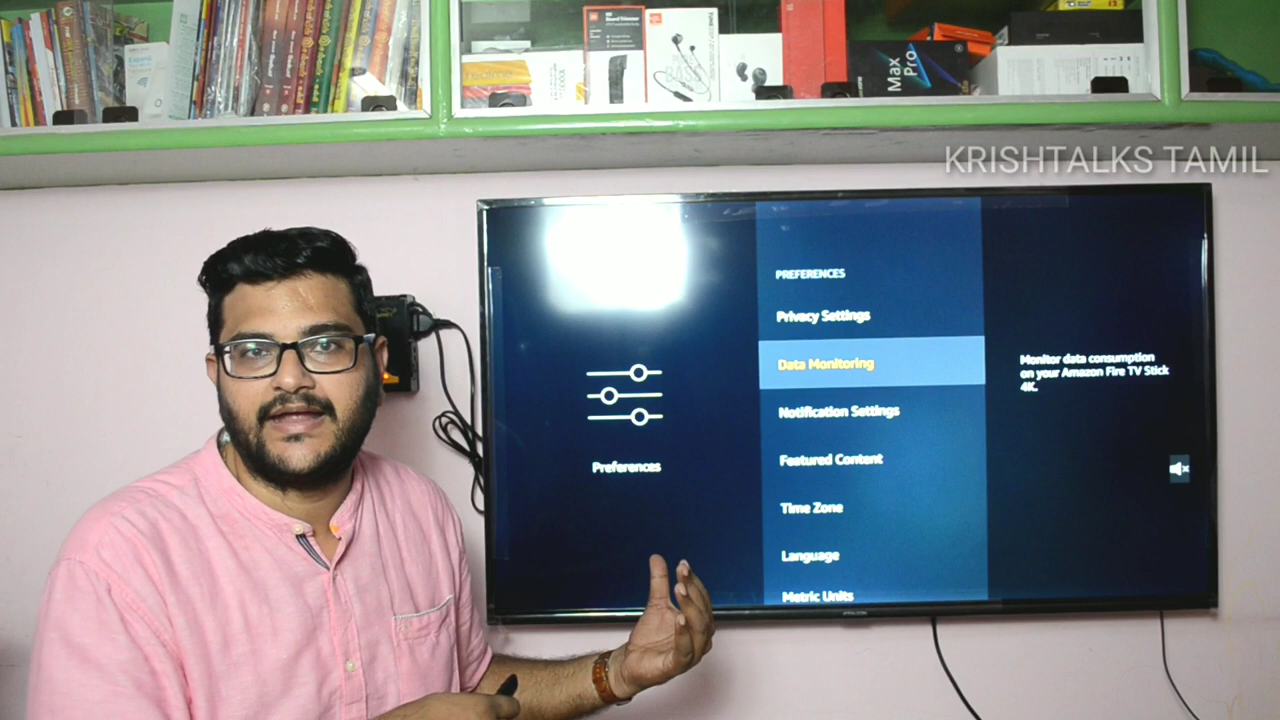 Max
Pro
KRISHTALKS TAMIL
PREFERENCES
Privacy Settings
Data Monitoring
Notification Settings
Featured Content
Time Zone
Language
Metric Units
Preferences
Monitor data consumption
on your Amazon Fire TV Stick
4K.